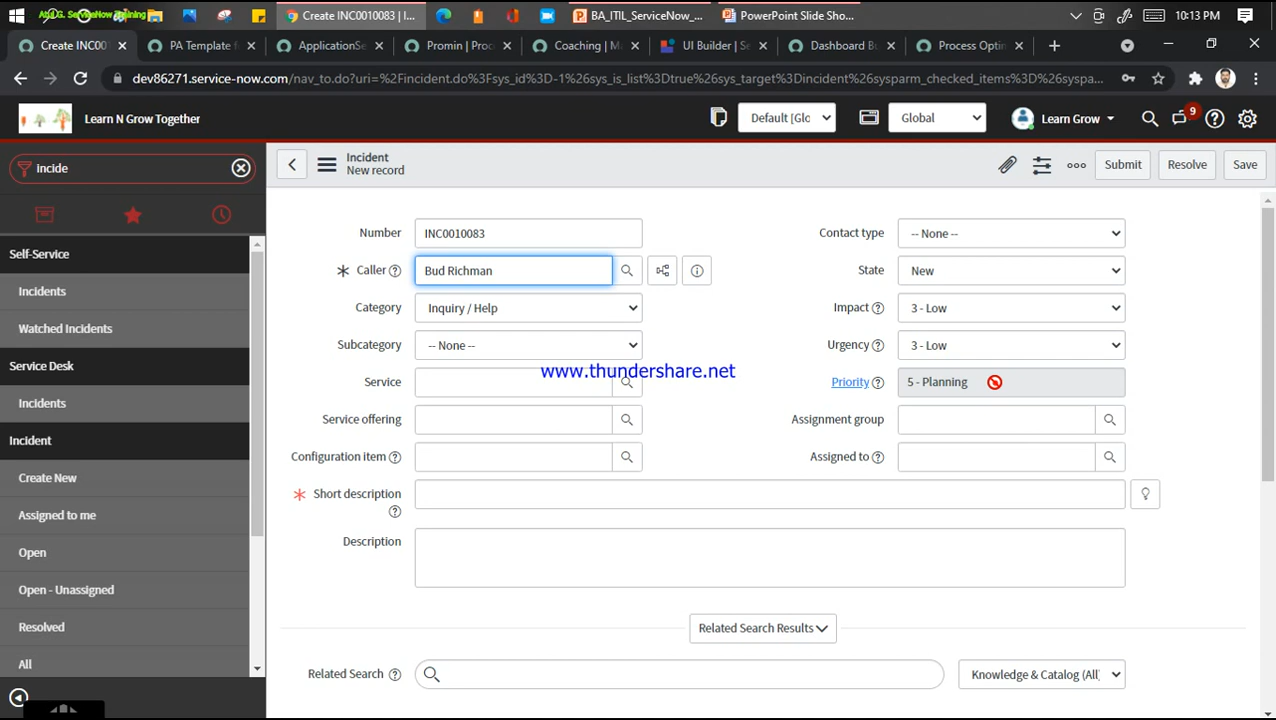 Atul G. ServiceNow Training
Create INC0010083 | I...
BA_ITIL_ServiceNow_...
PowerPoint Slide Sho...
10:13 PM
Create INC00
PA Template fo
ApplicationSe
Promin | Proc
Coaching | Me
UI Builder | Se
Dashboard Bu
Process Optim
dev86271.service-now.com/nav_to.do?uri=%2Fincident.do%3Fsys_id%3D-1%26sys_is_list%3Dtrue%26sys_target%3Dincident%26sysparm_checked_items%3D%26syspa...
Learn N Grow Together
Default [Glo
Global
Learn Grow
9
incide
Incident
New record
Submit
Resolve
Save
Self-Service
Incidents
Watched Incidents
Service Desk
Incidents
Incident
Create New
Assigned to me
Open
Open - Unassigned
Resolved
All
Number
INC0010083
Contact type
-- None --
Caller
Bud Richman
State
New
Category
Inquiry / Help
Impact
3 - Low
Subcategory
-- None --
Urgency
3 - Low
www.thundershare.net
Service
Priority
5 - Planning
Service offering
Assignment group
Configuration item
Assigned to
Short description
Description
Related Search Results
Related Search
Knowledge & Catalog (All)